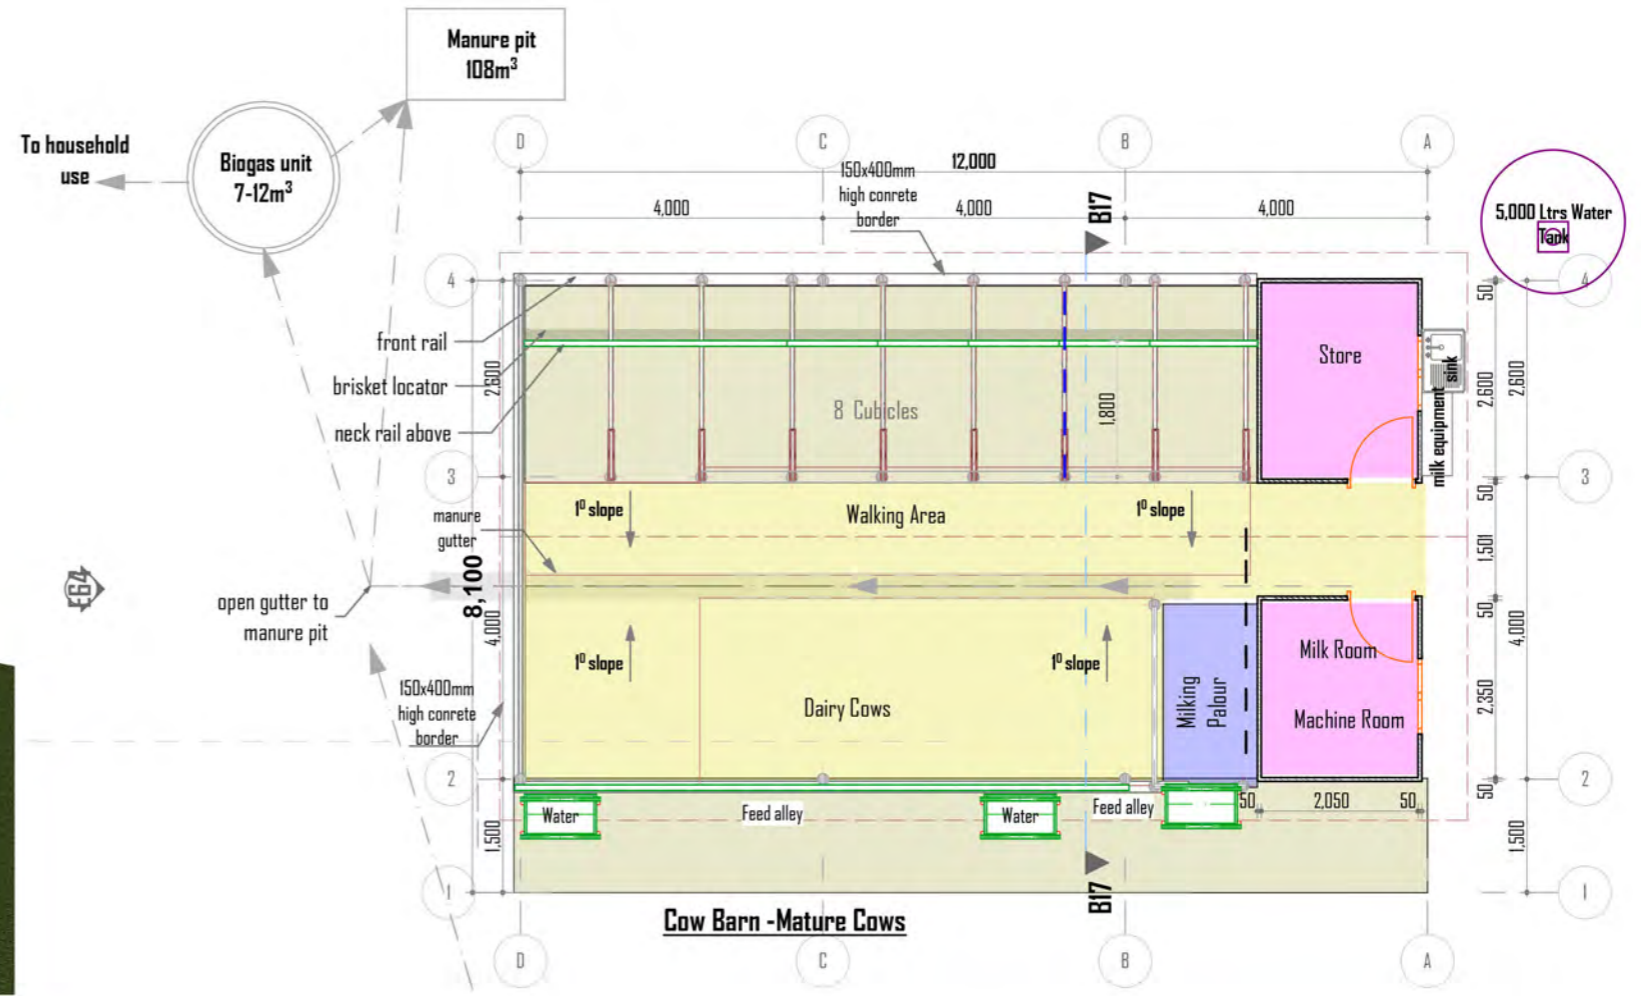 Manure pit
108m³
To household
use
Biogas unit
7-12m³
D
C
B
A
12,000
150x400mm
high conrete
border
4,000
4,000
4,000
B17
5,000 Ltrs Water
Tank
4
4
50
front rail
brisket locator
neck rail above
2,600
8 Cubicles
1,800
Store
milk equipment
sink
2,600
2,600
3
3
50
manure
gutter
1⁰ slope
Walking Area
1⁰ slope
1,501
8,100
open gutter to
manure pit
E64
4,000
50
4,000
1⁰ slope
1⁰ slope
150x400mm
high conrete
border
Dairy Cows
Milking
Palour
Milk Room
Machine Room
2,350
2
2
50
Water
Feed alley
Water
Feed alley
50
2,050
50
1,500
1,500
1
1
B17
Cow Barn -Mature Cows
D
C
B
A